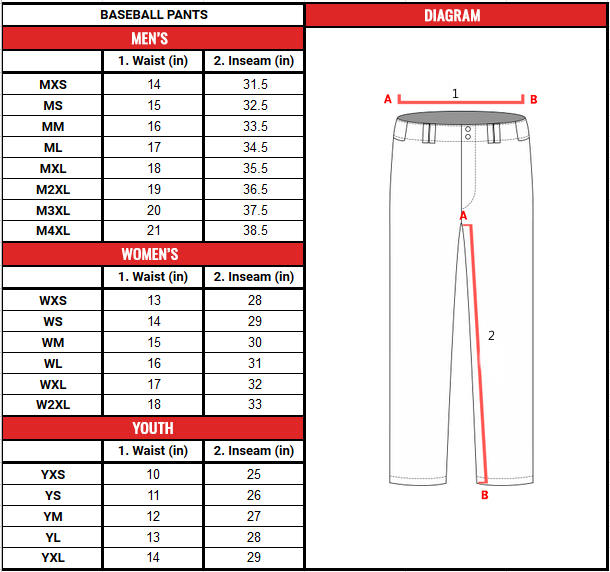 BASEBALL PANTS
MEN'S
1. Waist (in) 2. Inseam (in)
MXS 14 31.5
MS 15 32.5
MM 16 33.5
ML 17 34.5
MXL 18 35.5
M2XL 19 36.5
M3XL 20 37.5
M4XL 21 38.5
WOMEN'S
1. Waist (in) 2. Inseam (in)
WXS 13 28
WS 14 29
WM 15 30
WL 16 31
WXL 17 32
W2XL 18 33
YOUTH
1. Waist (in) 2. Inseam (in)
YXS 10 25
YS 11 26
YM 12 27
YL 13 28
YXL 14 29
DIAGRAM
A 1 B
A
2
B